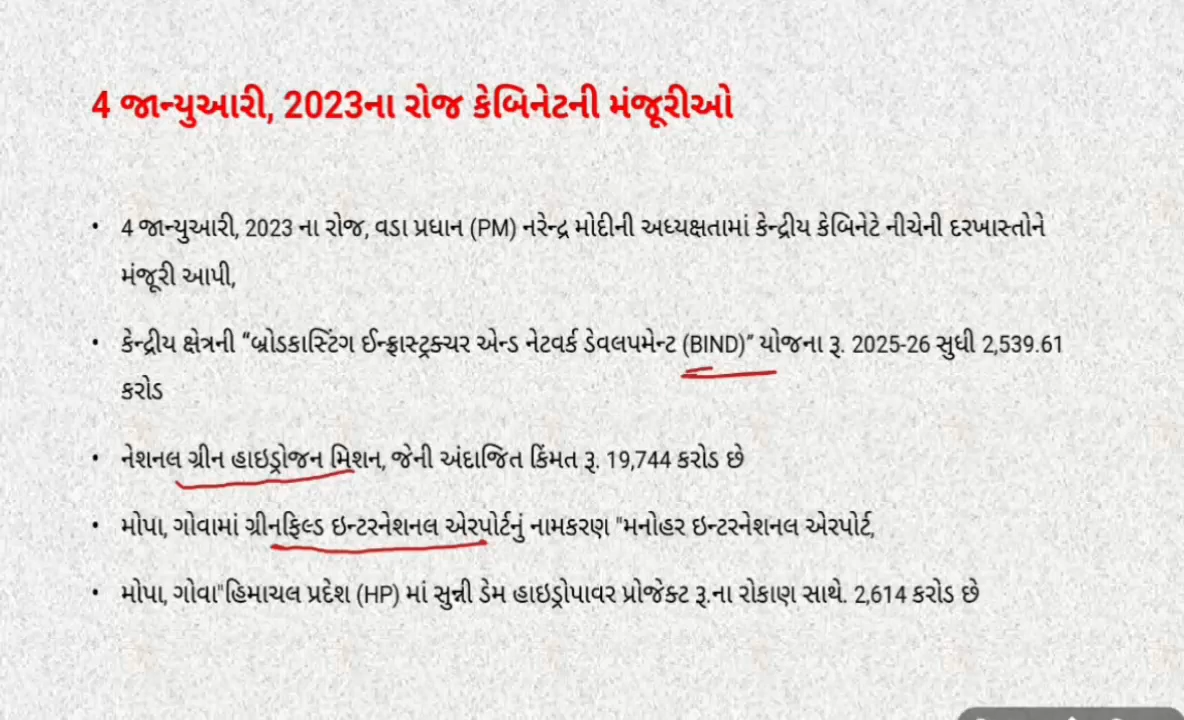 4 જાન્યુઆરી, 2023ના રોજ કેબિનેટની મંજૂરીઓ
• 4 જાન્યુઆરી, 2023 ના રોજ, વડા પ્રધાન (PM) નરેન્દ્ર મોદીની અધ્યક્ષતામાં કેન્દ્રીય કેબિનેટે નીચેની દરખાસ્તોને
મંજૂરી આપી,
• કેન્દ્રીય ક્ષેત્રની “બ્રોડકાસ્ટિંગ ઈન્ફ્રાસ્ટ્રક્ચર એન્ડ નેટવર્ક ડેવલપમેન્ટ (BIND)” યોજના રૂ. 2025-26 સુધી 2,539.61
કરોડ
• નેશનલ ગ્રીન હાઇડ્રોજન મિશન, જેની અંદાજિત કિંમત રૂ. 19,744 કરોડ છે
• મોપા, ગોવામાં ગ્રીનફિલ્ડ ઇન્ટરનેશનલ એરપોર્ટનું નામકરણ "મનોહર ઇન્ટરનેશનલ એરપોર્ટ,
• મોપા, ગોવા"હિમાચલ પ્રદેશ (HP) માં સુન્ની ડેમ હાઇડ્રોપાવર પ્રોજેક્ટ રૂ.ના રોકાણ સાથે. 2,614 કરોડ છે